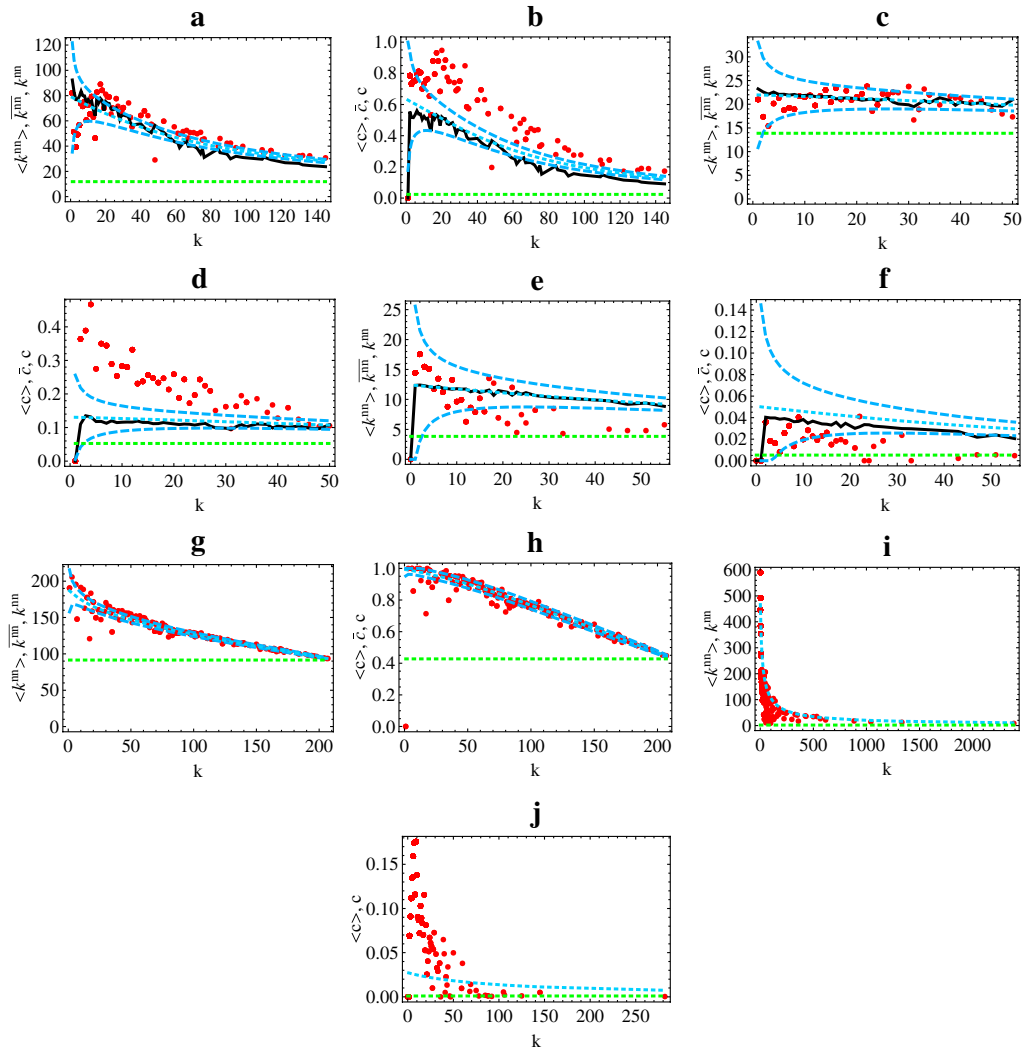 a
b
c
120
100
80
60
40
20
0
<k^nn>, k^nn, k^nn
0 20 40 60 80 100 120 140
k
1.0
0.8
0.6
0.4
0.2
0.0
<c>, c̄, c
0 20 40 60 80 100 120 140
k
30
25
20
15
10
5
0
<k^nn>, k^nn, k^nn
0 10 20 30 40 50
k
d
e
f
0.4
0.3
0.2
0.1
0.0
<c>, c̄, c
0 10 20 30 40 50
k
25
20
15
10
5
0
<k^nn>, k^nn, k^nn
0 10 20 30 40 50
k
0.14
0.12
0.10
0.08
0.06
0.04
0.02
0.00
<c>, c̄, c
0 10 20 30 40 50
k
g
h
i
200
150
100
50
0
<k^nn>, k^nn, k^nn
0 50 100 150 200
k
1.0
0.8
0.6
0.4
0.2
0.0
<c>, c̄, c
0 50 100 150 200
k
600
500
400
300
200
100
0
<k^nn>, k^nn
0 500 1000 1500 2000
k
j
0.15
0.10
0.05
0.00
<c>, c
0 50 100 150 200 250
k